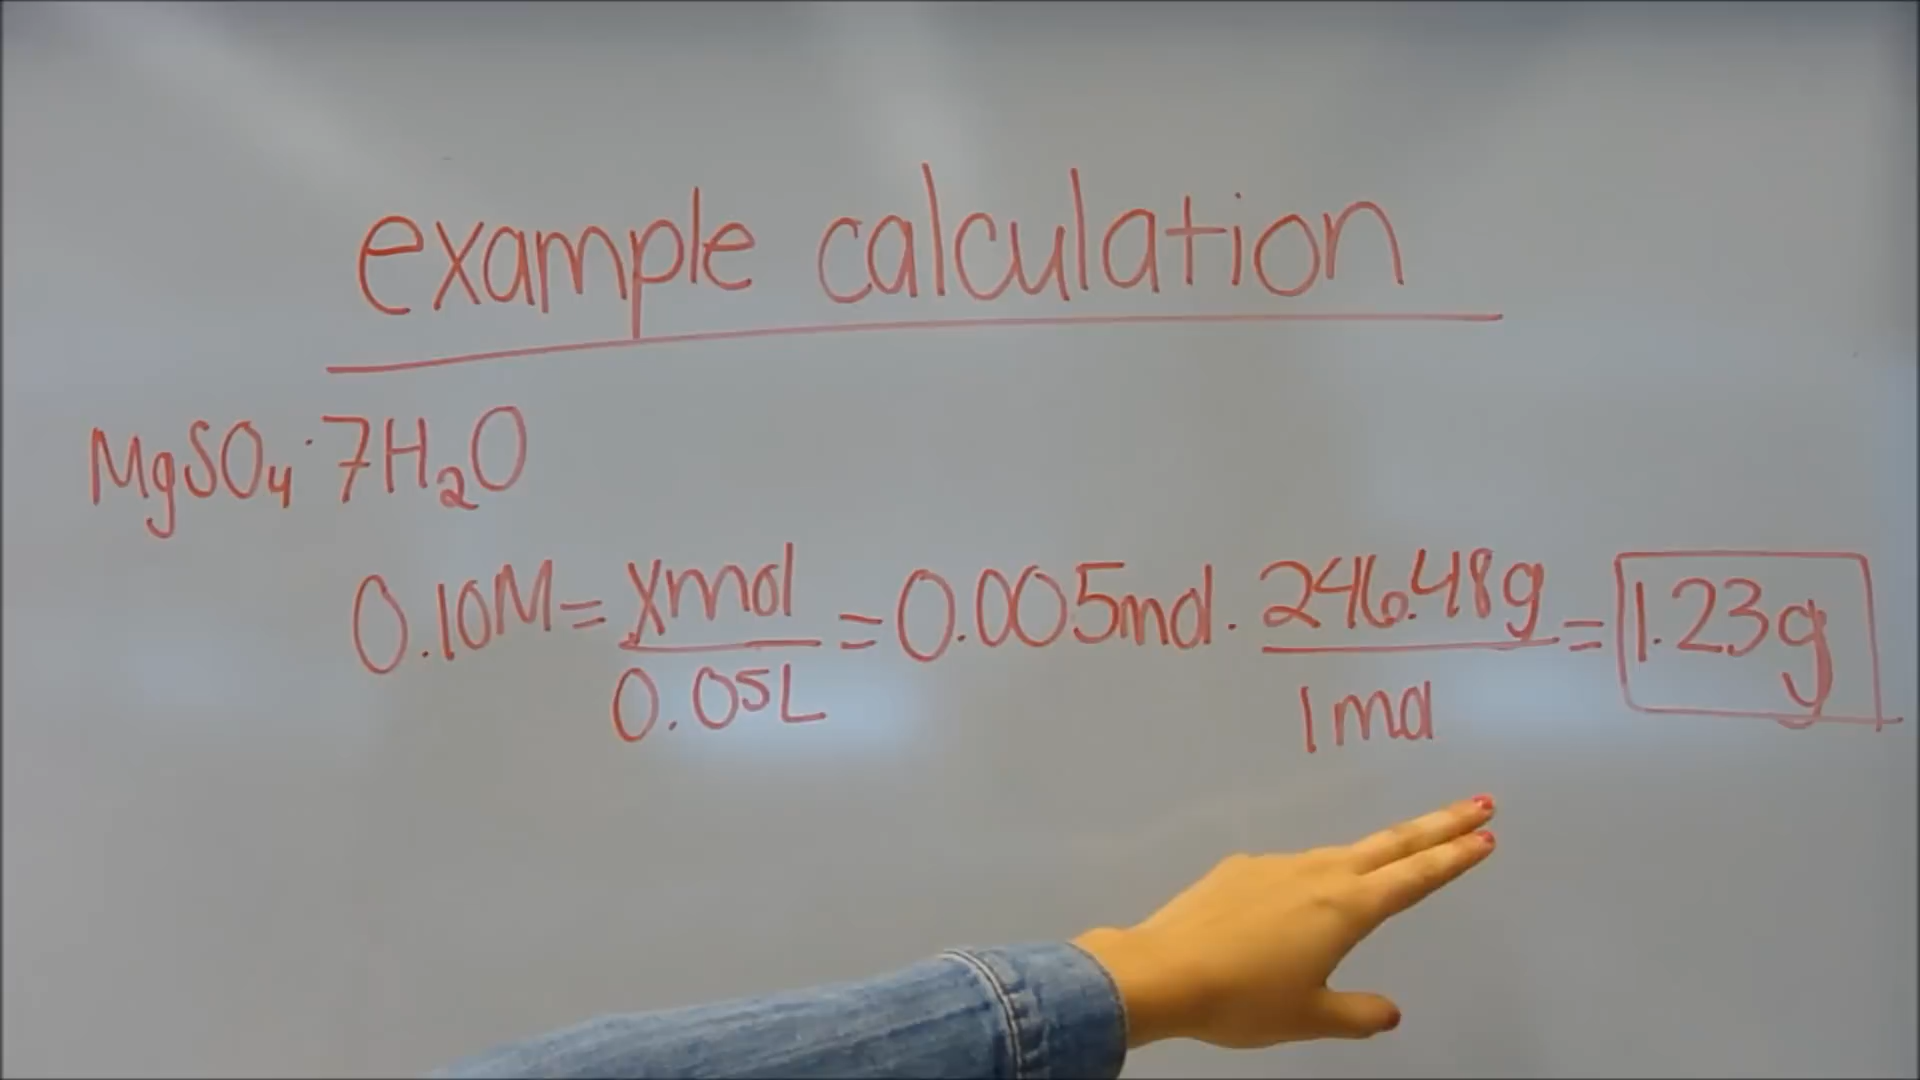 example calculation
MgSO₄·7H₂O
0.10M = xmol / 0.05L = 0.005mol · 246.48g / 1mol = 1.23g